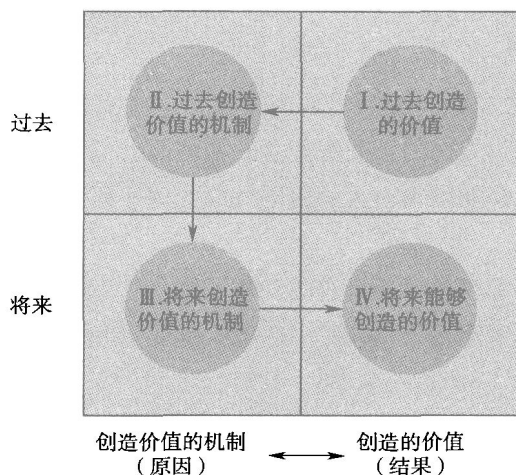 过去
Ⅱ.过去创造
价值的机制
Ⅰ.过去创造
的价值
将来
Ⅲ.将来创造
价值的机制
Ⅳ.将来能够
创造的价值
创造价值的机制
（原因）
创造的价值
（结果）